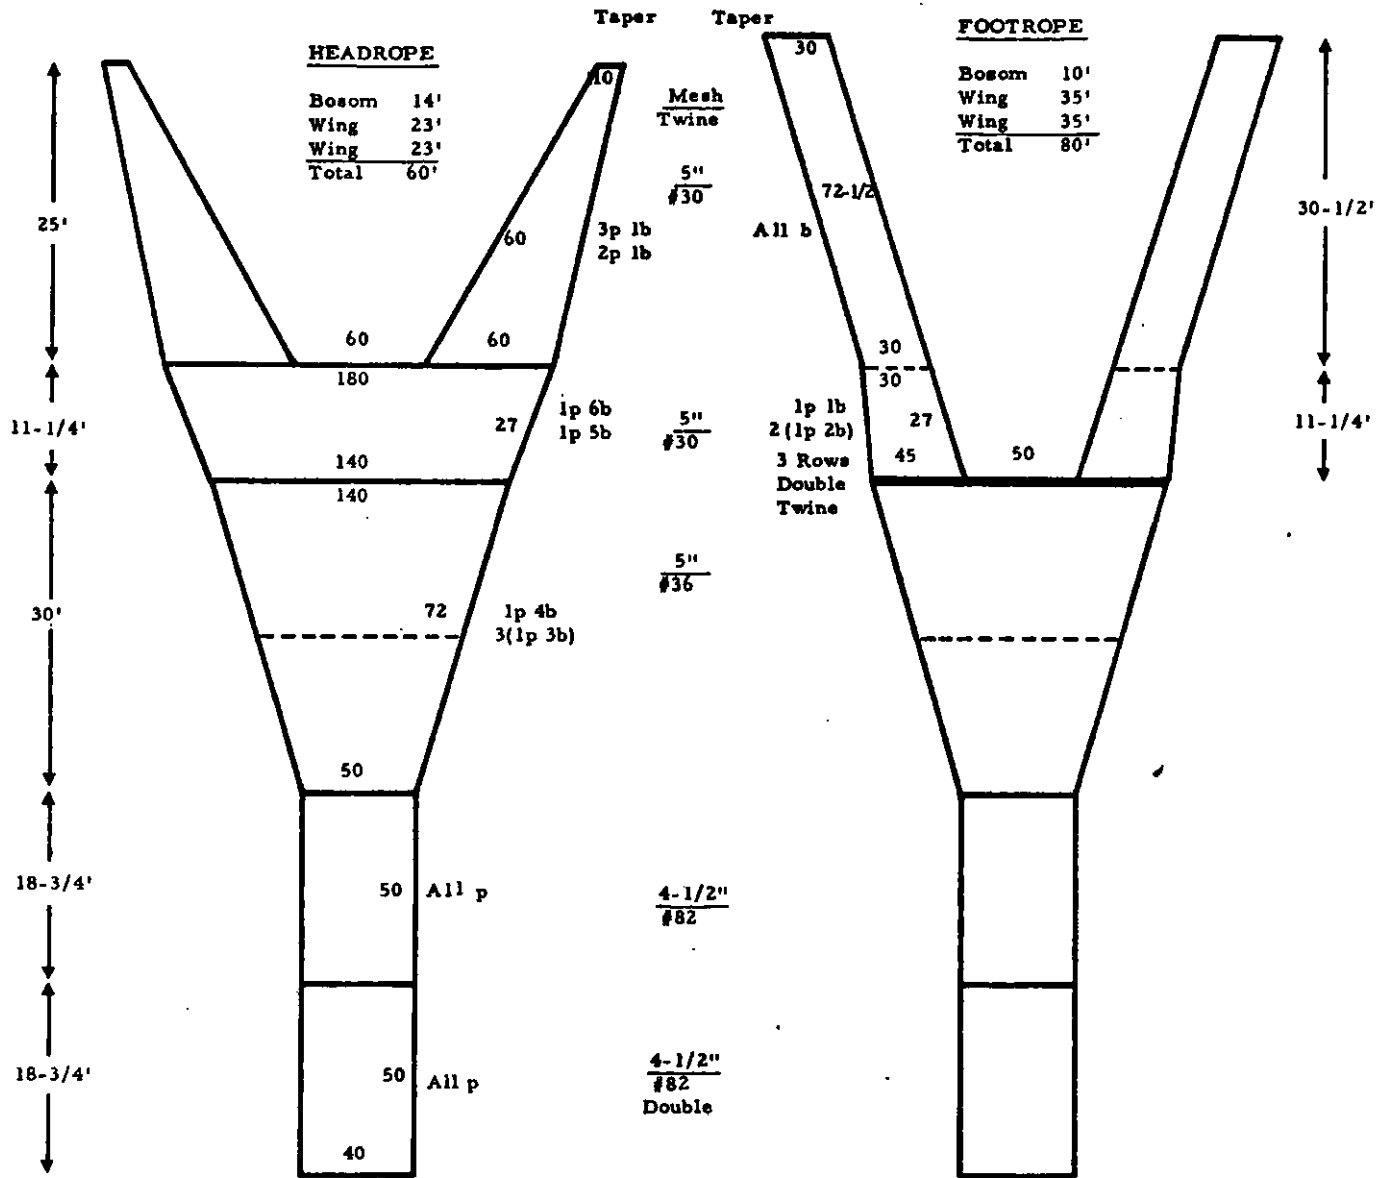 Taper Taper
HEADROPE
Bosom 14'
Wing 23'
Wing 23'
Total 60'
FOOTROPE
Bosom 10'
Wing 35'
Wing 35'
Total 80'
10
30
Mesh
Twine
5"
#30
25'
60
3p 1b
2p 1b
72-1/2
All b
30-1/2'
60
60
30
180
30
11-1/4'
27
1p 6b
1p 5b
5"
#30
1p 1b
2(1p 2b)
27
11-1/4'
140
3 Rows
Double
Twine
45
50
140
5"
#36
30'
72
1p 4b
3(1p 3b)
50
18-3/4'
50
All p
4-1/2"
#82
18-3/4'
50
All p
4-1/2"
#82
Double
40